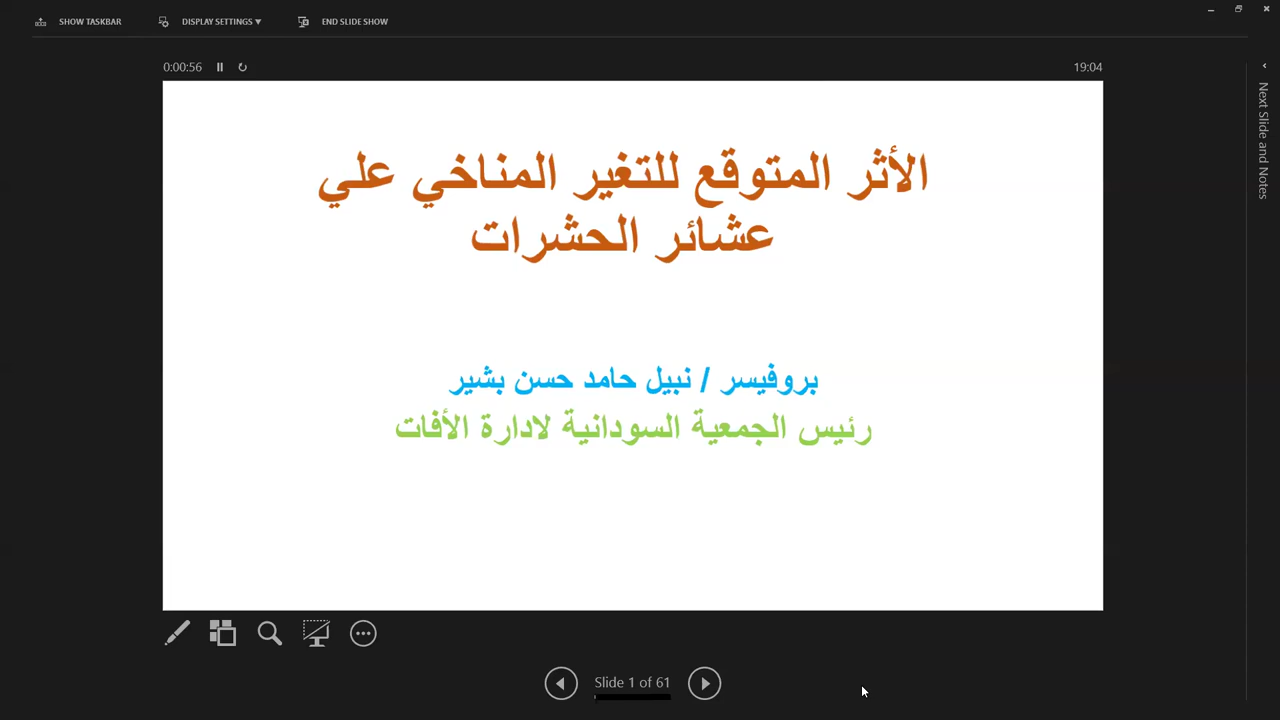 SHOW TASKBAR
DISPLAY SETTINGS ▼
END SLIDE SHOW
0:00:56
19:04
الأثر المتوقع للتغير المناخي علي
عشائر الحشرات
بروفيسر / نبيل حامد حسن بشير
رئيس الجمعية السودانية لادارة الأفات
Slide 1 of 61
Next Slide and Notes